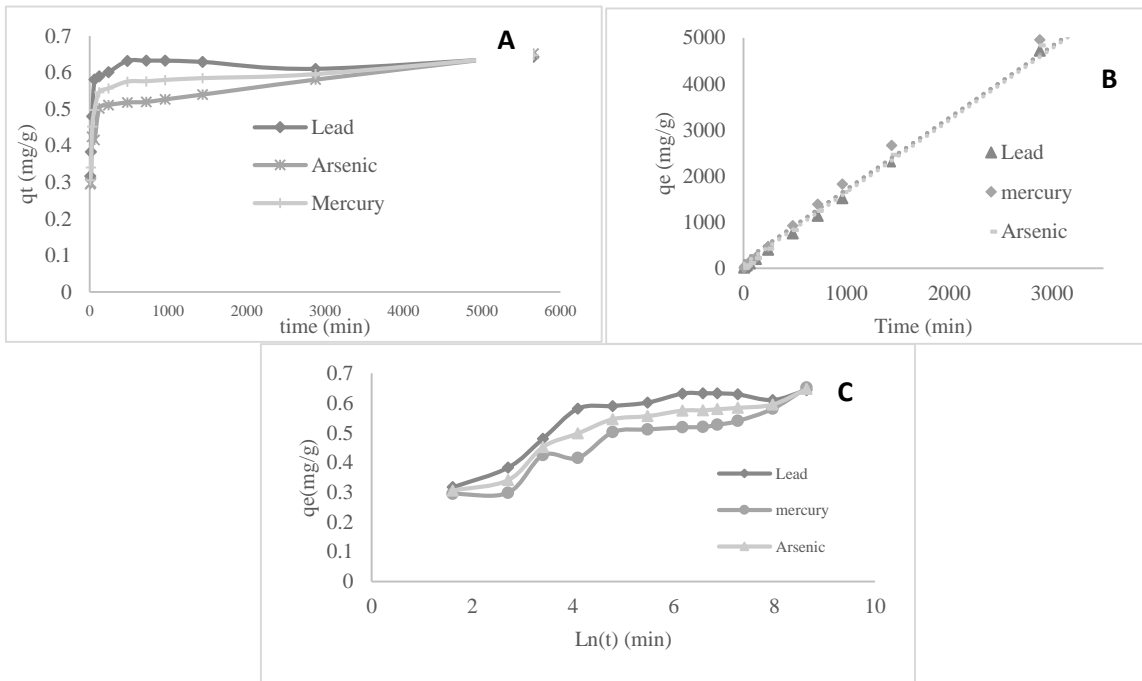 A
0.7
0.6
0.5
0.4
0.3
0.2
0.1
0
qt (mg/g)
Lead
Arsenic
Mercury
0 1000 2000 3000 4000 5000 6000
time (min)
B
5000
4000
3000
2000
1000
0
qe (mg/g)
Lead
mercury
Arsenic
0 1000 2000 3000
Time (min)
C
0.7
0.6
0.5
0.4
0.3
0.2
0.1
0
qe(mg/g)
Lead
mercury
Arsenic
0 2 4 6 8 10
Ln(t) (min)